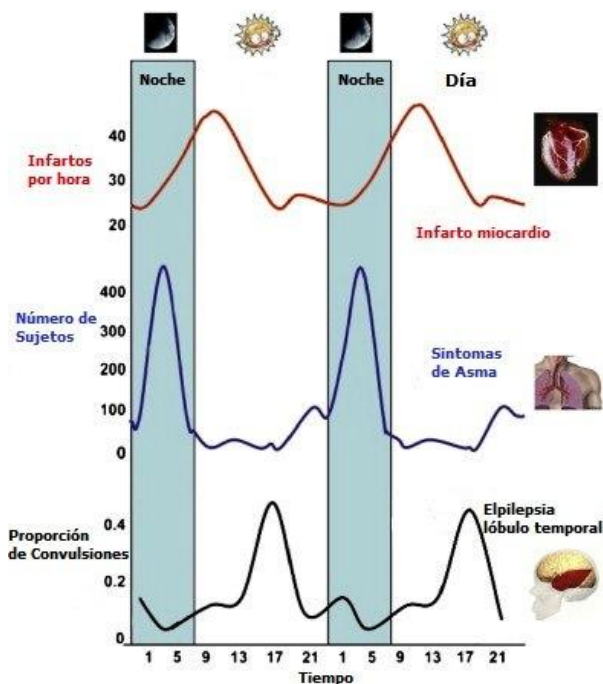 Noche
Noche
Día
40
30
20
Infartos
por hora
Infarto miocardio
400
300
200
100
0
Número de
Sujetos
Sintomas
de Asma
0.4
0.2
0
Proporción
de Convulsiones
Elpilepsia
lóbulo temporal
1 5 9 13 17 21 1 5 9 13 17 21
Tiempo